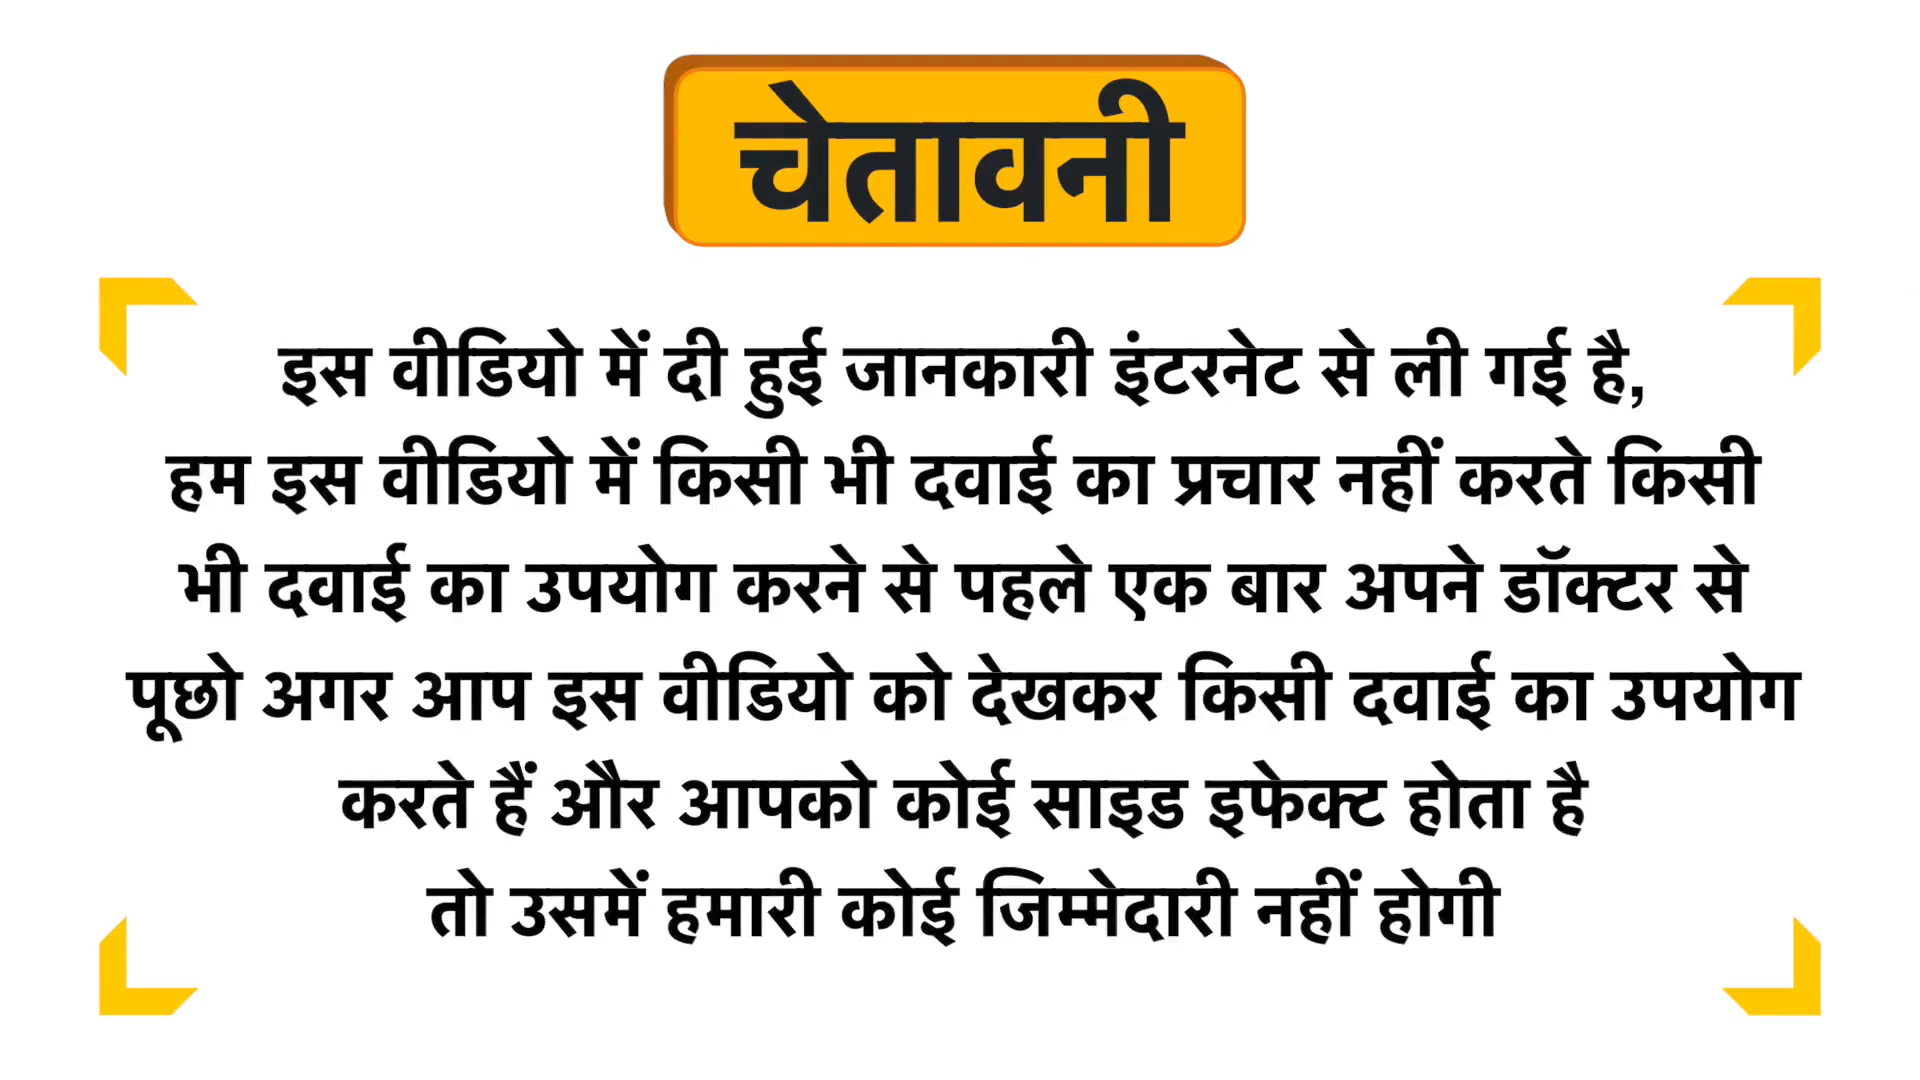 चेतावनी
इस वीडियो में दी हुई जानकारी इंटरनेट से ली गई है,
हम इस वीडियो में किसी भी दवाई का प्रचार नहीं करते किसी
भी दवाई का उपयोग करने से पहले एक बार अपने डॉक्टर से
पूछो अगर आप इस वीडियो को देखकर किसी दवाई का उपयोग
करते हैं और आपको कोई साइड इफेक्ट होता है
तो उसमें हमारी कोई जिम्मेदारी नहीं होगी